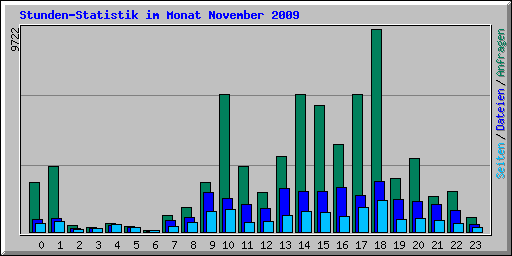 Stunden-Statistik im Monat November 2009
9722
Seiten / Dateien / Anfragen
0 1 2 3 4 5 6 7 8 9 10 11 12 13 14 15 16 17 18 19 20 21 22 23